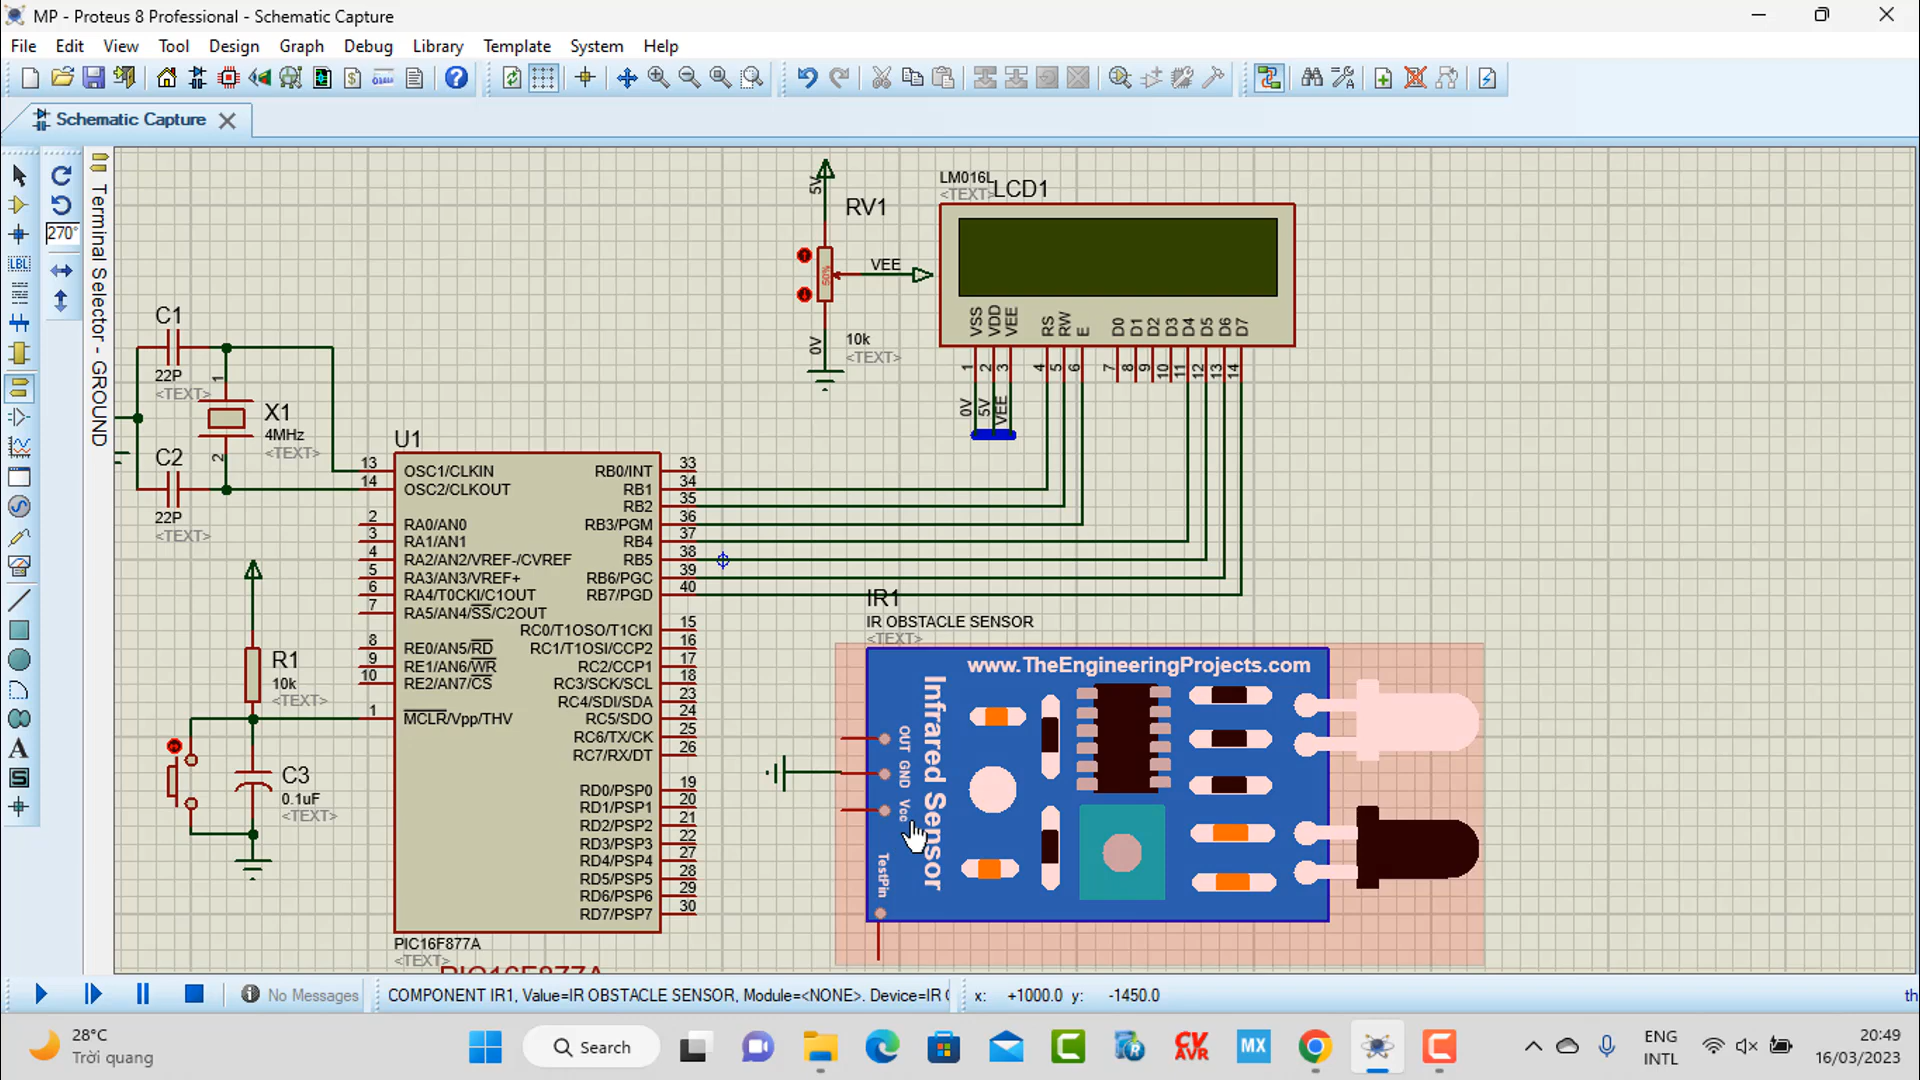 MP - Proteus 8 Professional - Schematic Capture
File Edit View Tool Design Graph Debug Library Template System Help
Schematic Capture
270°
Terminal Selector - GROUND
LBL
5V
RV1
50%
VEE
0V
10k
<TEXT>
LM016L
<TEXT>
LCD1
VSS VDD VEE RS RW E D0 D1 D2 D3 D4 D5 D6 D7
1 2 3 4 5 6 7 8 9 10 11 12 13 14
0V 5V VEE
C1
22P
<TEXT>
1
X1
4MHz
<TEXT>
2
C2
22P
<TEXT>
R1
10k
<TEXT>
C3
0.1uF
<TEXT>
U1
13 OSC1/CLKIN RB0/INT 33
14 OSC2/CLKOUT RB1 34
RB2 35
2 RA0/AN0 RB3/PGM 36
3 RA1/AN1 RB4 37
4 RA2/AN2/VREF-/CVREF RB5 38
5 RA3/AN3/VREF+ RB6/PGC 39
6 RA4/T0CKI/C1OUT RB7/PGD 40
7 RA5/AN4/SS/C2OUT
RC0/T1OSO/T1CKI 15
8 RE0/AN5/RD RC1/T1OSI/CCP2 16
9 RE1/AN6/WR RC2/CCP1 17
10 RE2/AN7/CS RC3/SCK/SCL 18
RC4/SDI/SDA 23
1 MCLR/Vpp/THV RC5/SDO 24
RC6/TX/CK 25
RC7/RX/DT 26
RD0/PSP0 19
RD1/PSP1 20
RD2/PSP2 21
RD3/PSP3 22
RD4/PSP4 27
RD5/PSP5 28
RD6/PSP6 29
RD7/PSP7 30
PIC16F877A
<TEXT>
PIC16F877A
IR1
IR OBSTACLE SENSOR
<TEXT>
www.TheEngineeringProjects.com
Infrared Sensor
OUT GND Vcc
TestPin
No Messages
COMPONENT IR1, Value=IR OBSTACLE SENSOR, Module=<NONE>. Device=IR
x: +1000.0 y: -1450.0
th
28°C
Trời quang
Search
CV
AVR
MX
ENG
INTL
20:49
16/03/2023